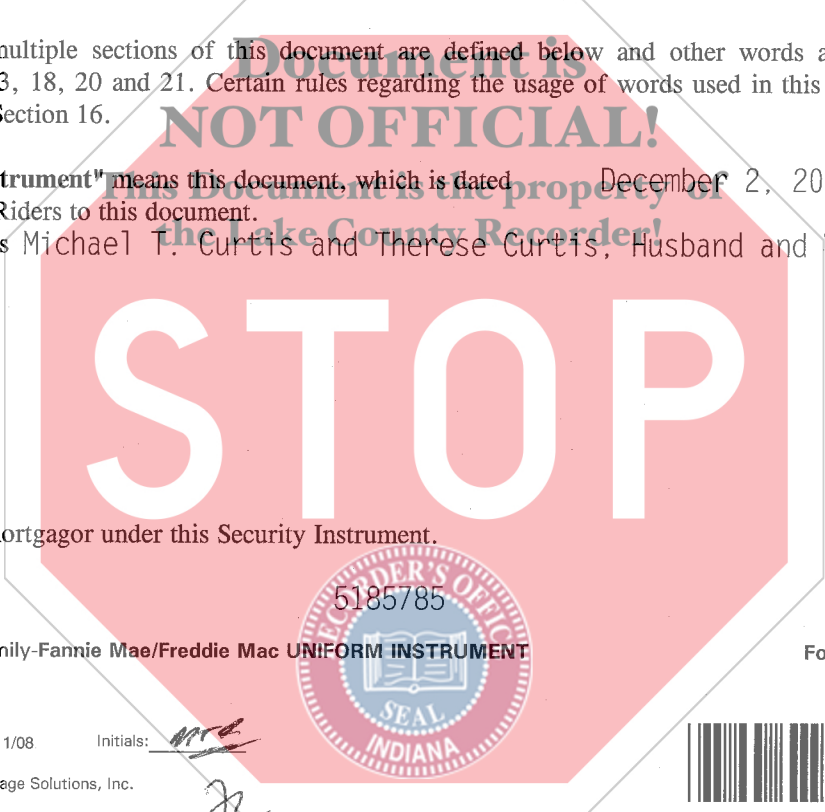 multiple sections of this document are defined below and other words a
3, 18, 20 and 21. Certain rules regarding the usage of words used in this
Section 16.
Document is
NOT OFFICIAL!
This Document is the property of
the Lake County Recorder!
trument" means this document, which is dated December 2, 20
Riders to this document.
s Michael T. Curtis and Therese Curtis, Husband and
STOP
ortgagor under this Security Instrument.
5185785
mily-Fannie Mae/Freddie Mac UNIFORM INSTRUMENT
Fo
RECORDER'S OFFIC
SEAL
INDIANA
1/08
Initials:
age Solutions, Inc.